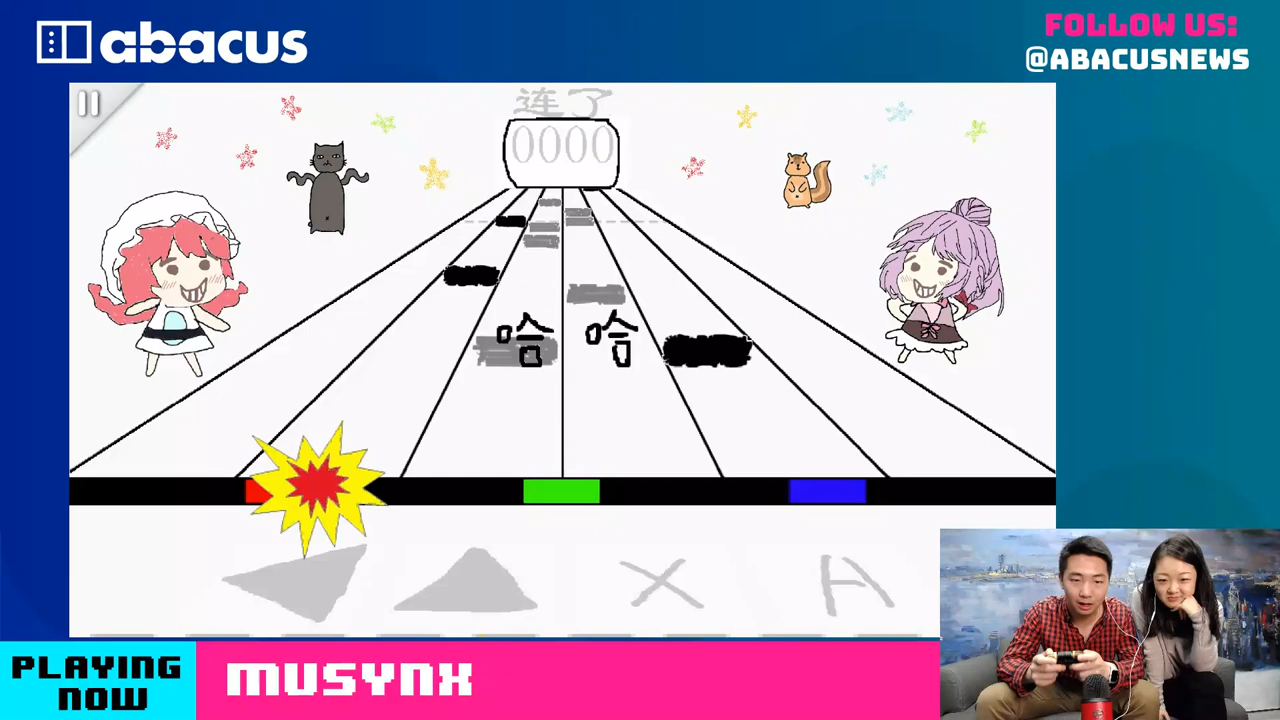 abacus
FOLLOW US:
@ABACUSNEWS
连了
0000
哈 哈
X A
PLAYING
NOW
MUSYNX